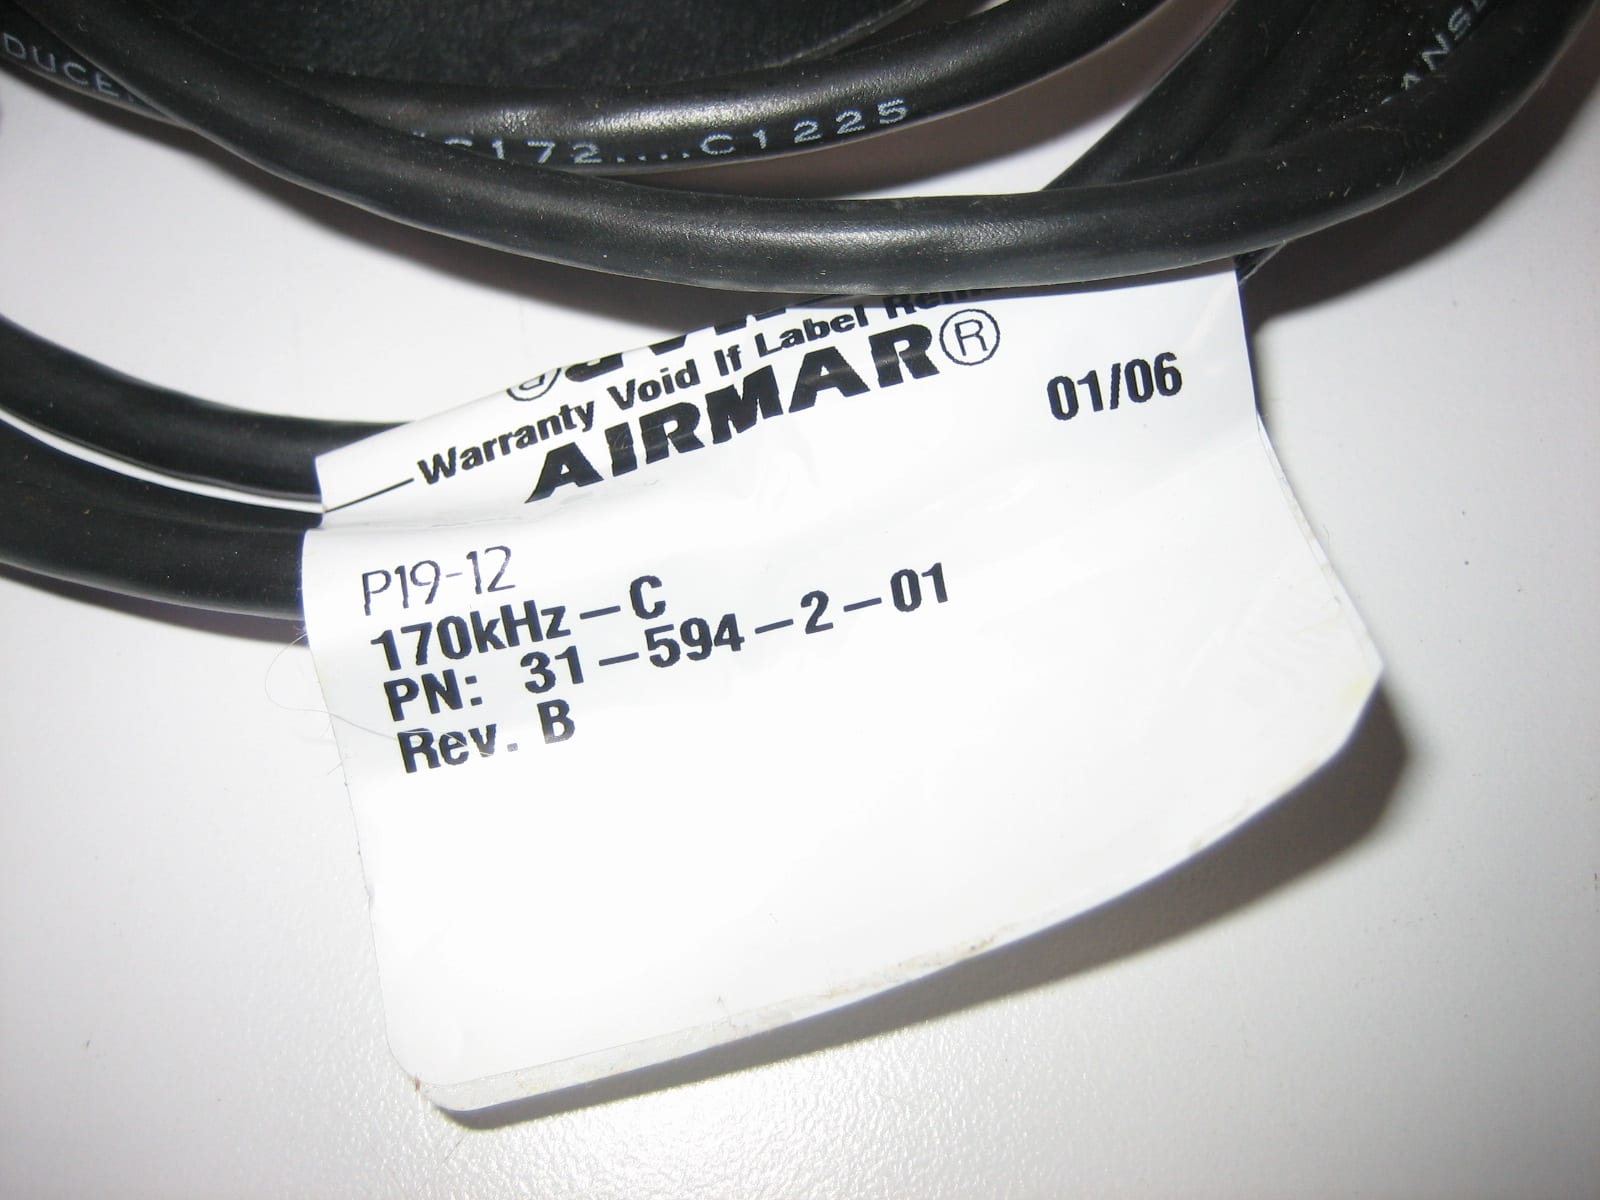 C172....C1225
Warranty Void If Label
AIRMAR®
01/06
P19-12
170kHz-C
PN: 31-594-2-01
Rev. B